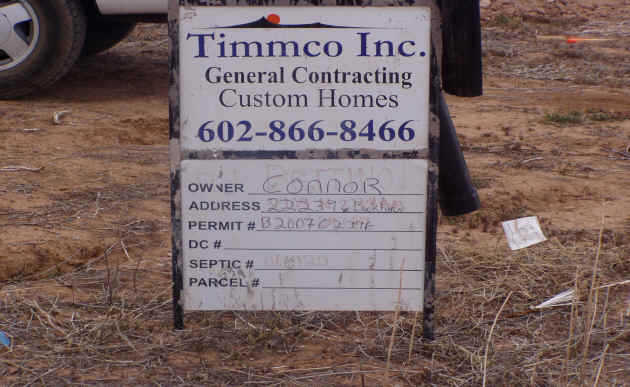 Timmco Inc.
General Contracting
Custom Homes
602-866-8466
OWNER CONNOR
ADDRESS
PERMIT #
DC #
SEPTIC #
PARCEL #